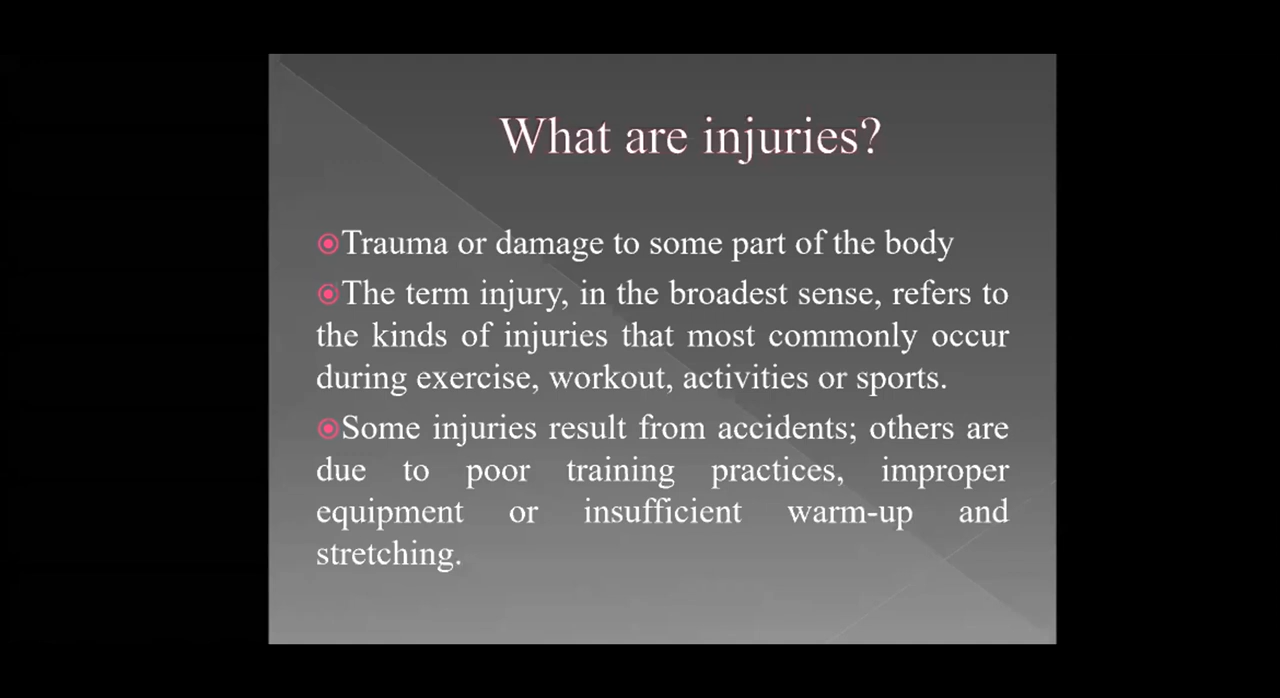 What are injuries?
Trauma or damage to some part of the body
The term injury, in the broadest sense, refers to
the kinds of injuries that most commonly occur
during exercise, workout, activities or sports.
Some injuries result from accidents; others are
due to poor training practices, improper
equipment or insufficient warm-up and
stretching.